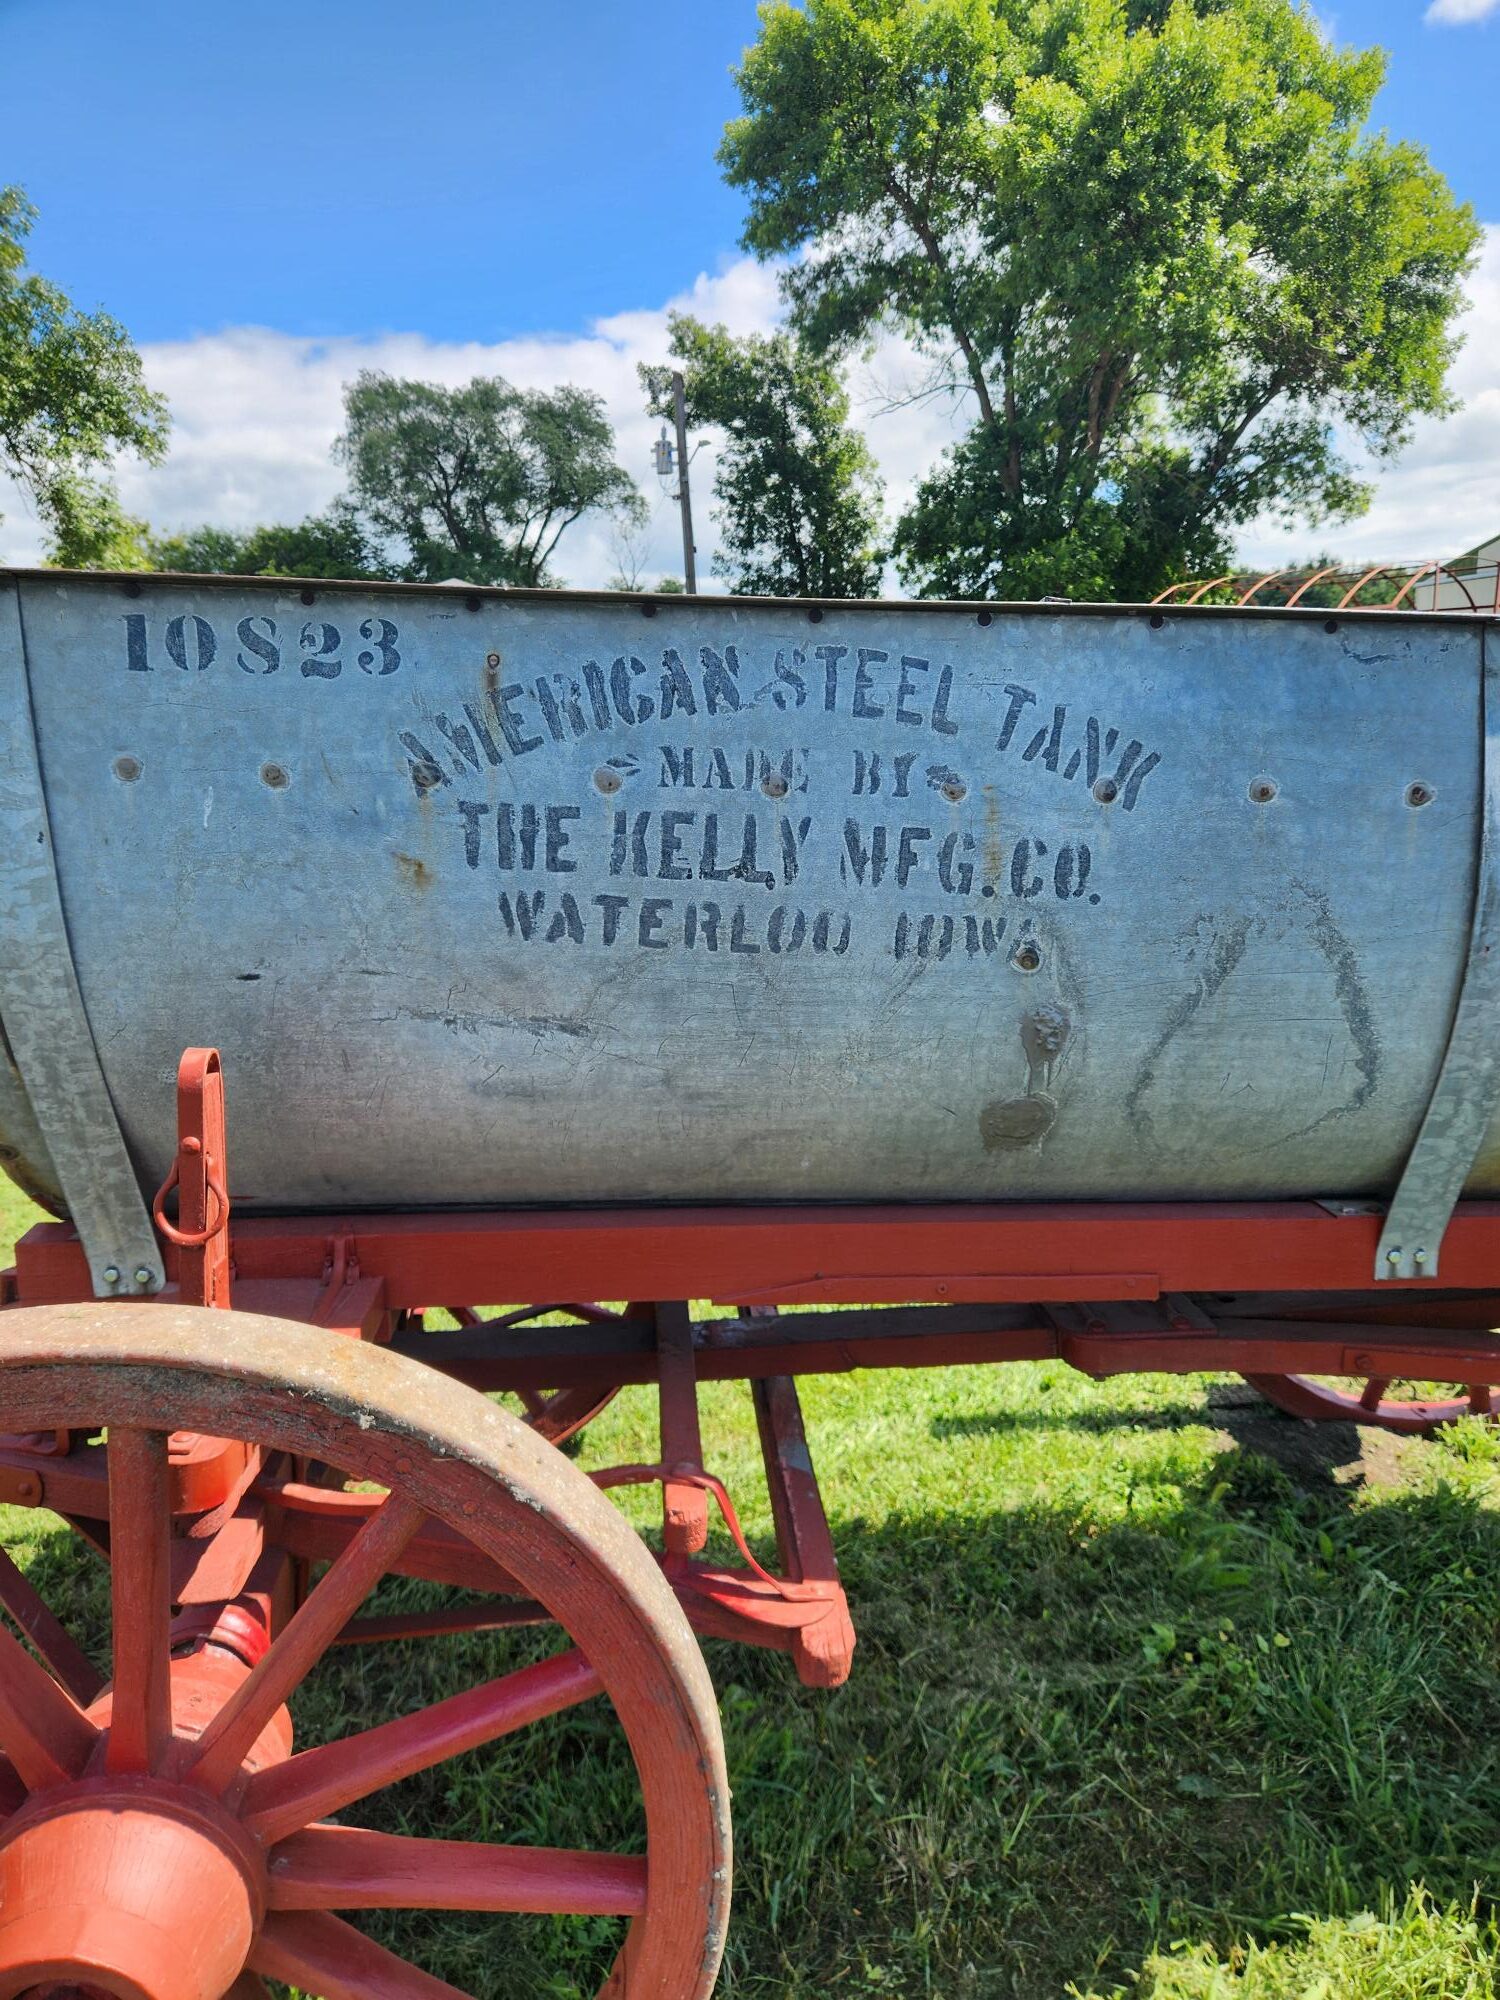 10823
AMERICAN STEEL TANK
MADE BY
THE KELLY MFG. CO.
WATERLOO IOWA